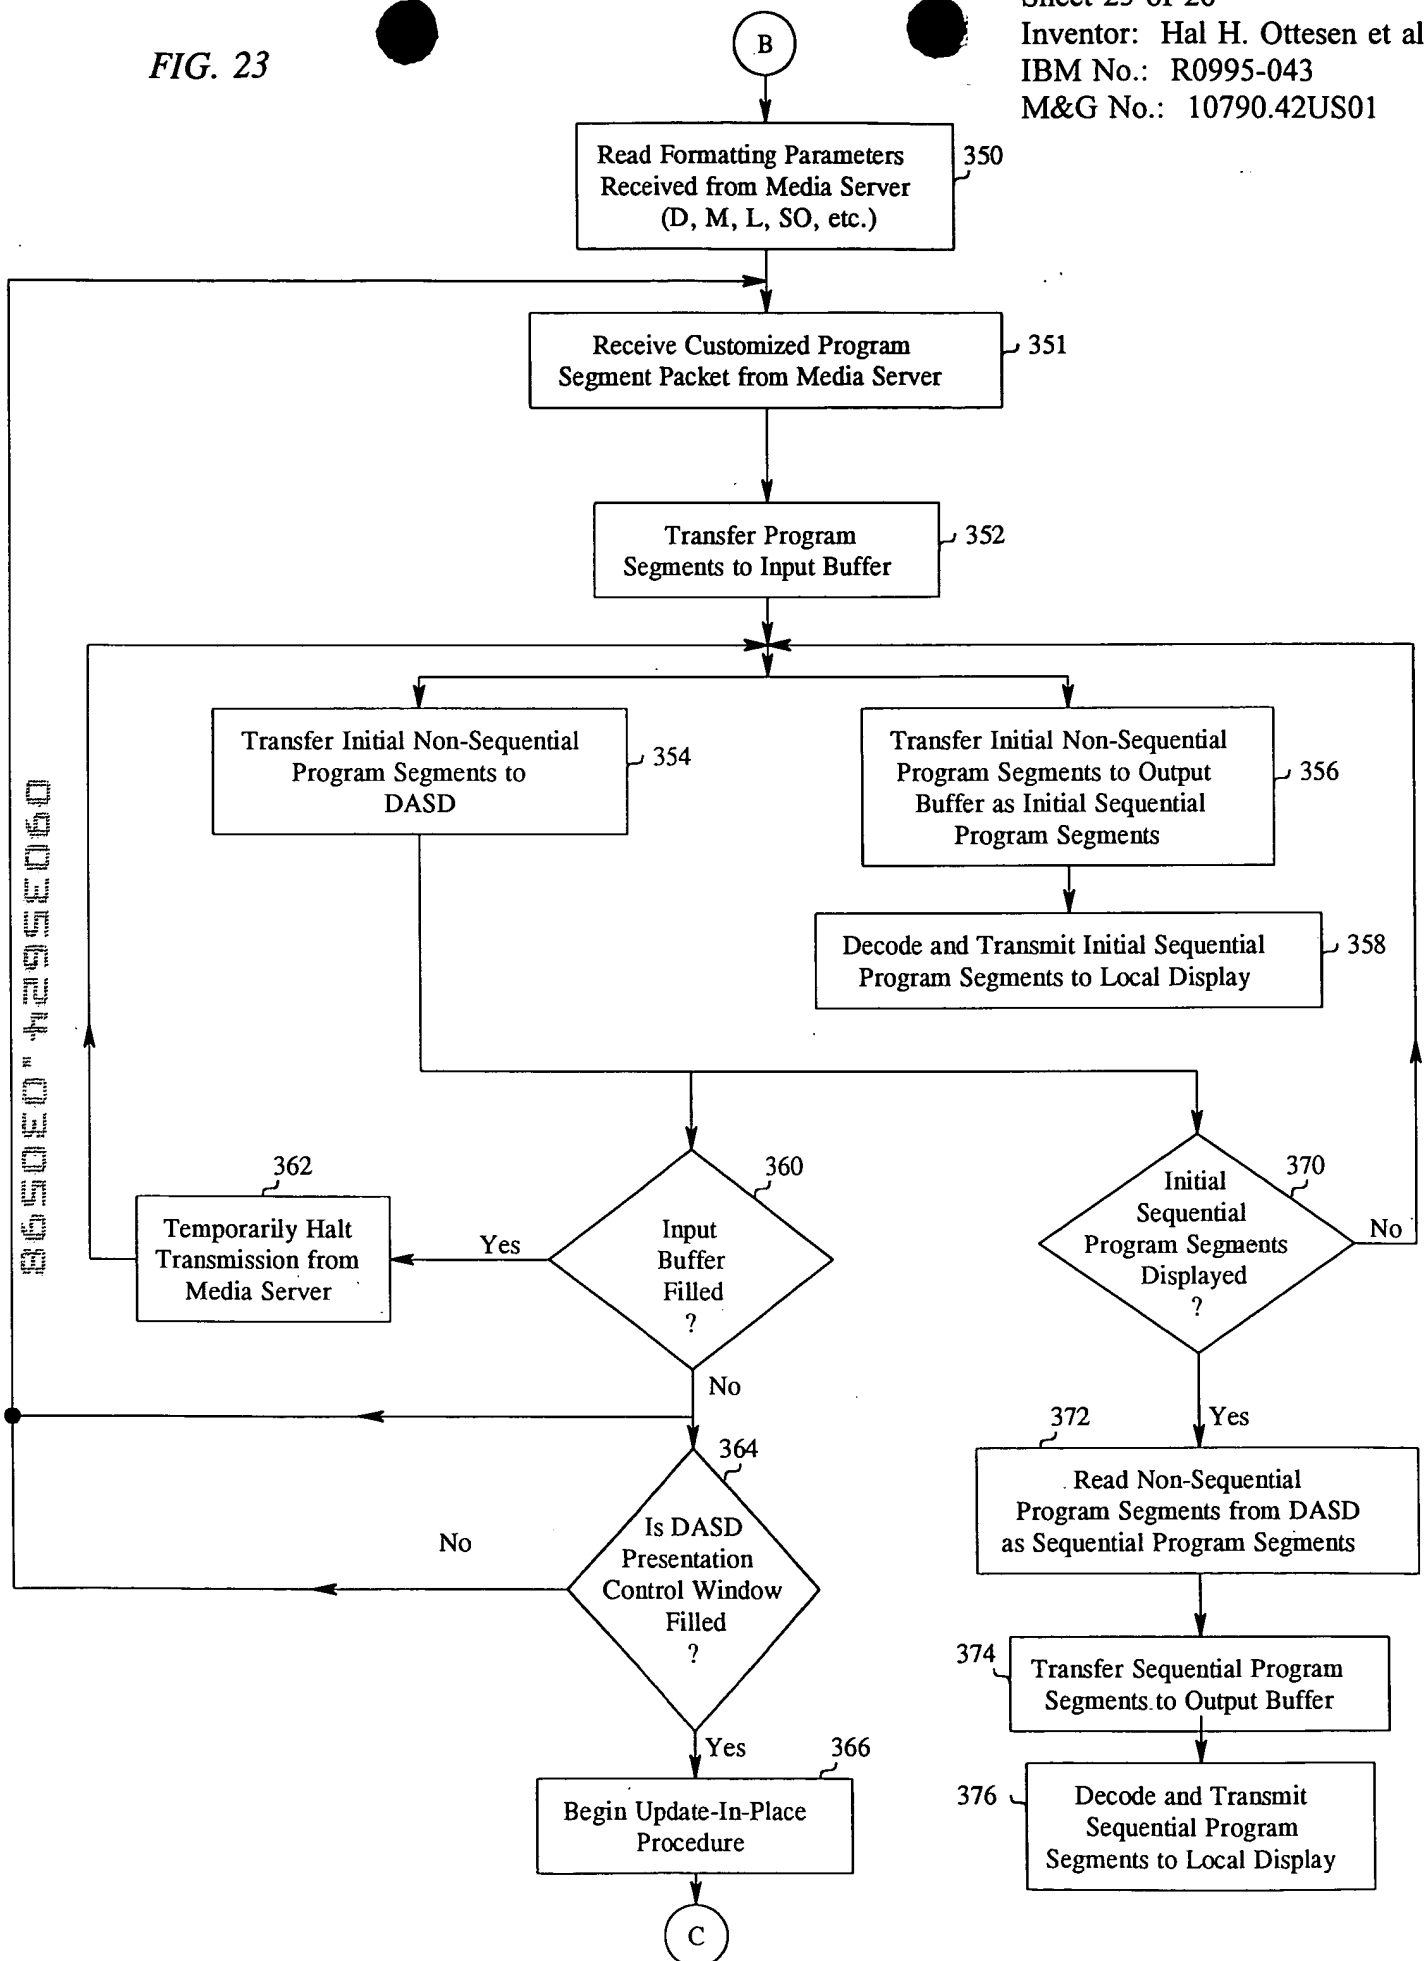 Sheet 23 of 26
Inventor: Hal H. Ottesen et al
IBM No.: R0995-043
M&G No.: 10790.42US01
FIG. 23
B
Read Formatting Parameters
Received from Media Server
(D, M, L, SO, etc.)
350
Receive Customized Program
Segment Packet from Media Server
351
Transfer Program
Segments to Input Buffer
352
Transfer Initial Non-Sequential
Program Segments to
DASD
354
Transfer Initial Non-Sequential
Program Segments to Output
Buffer as Initial Sequential
Program Segments
356
Decode and Transmit Initial Sequential
Program Segments to Local Display
358
09035624.030598
362
Temporarily Halt
Transmission from
Media Server
Yes
360
Input
Buffer
Filled
?
No
370
Initial
Sequential
Program Segments
Displayed
?
No
Yes
364
Is DASD
Presentation
Control Window
Filled
?
No
Yes
372
Read Non-Sequential
Program Segments from DASD
as Sequential Program Segments
374
Transfer Sequential Program
Segments to Output Buffer
366
Begin Update-In-Place
Procedure
376
Decode and Transmit
Sequential Program
Segments to Local Display
C